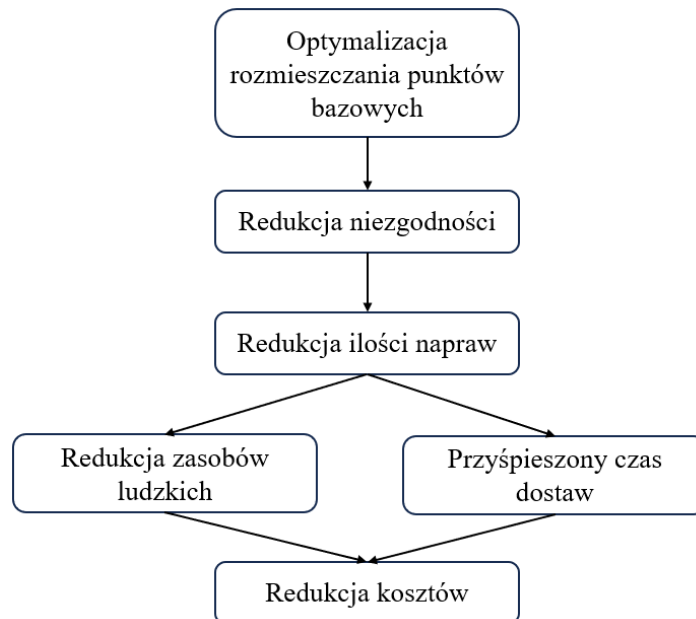 Optymalizacja
rozmieszczania punktów
bazowych
Redukcja niezgodności
Redukcja ilości napraw
Redukcja zasobów
ludzkich
Przyśpieszony czas
dostaw
Redukcja kosztów